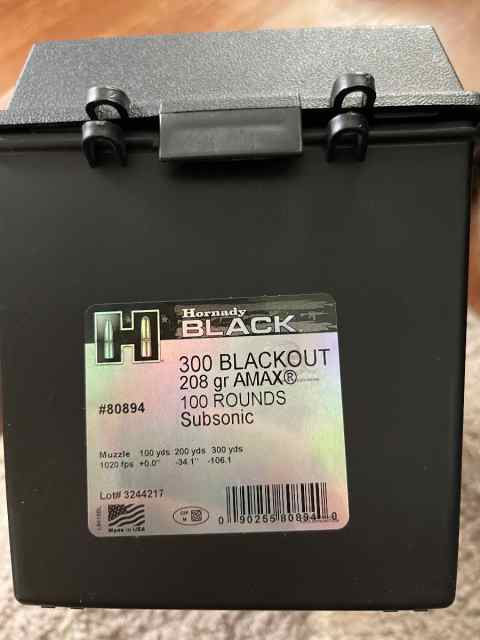 Hornady
BLACK
300 BLACKOUT
208 gr AMAX®
#80894
100 ROUNDS
Subsonic
Muzzle 100 yds 200 yds 300 yds
1020 fps +0.0" -34.1" -106.1
Lot# 3244217
Made in USA
0 90255 80894 0